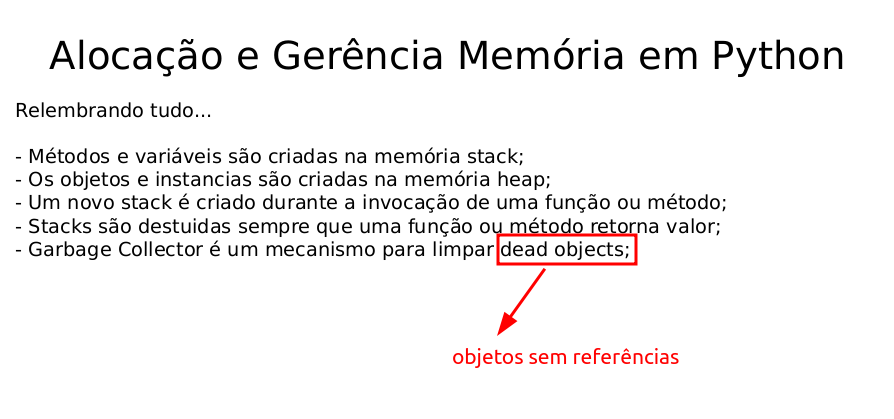 Alocação e Gerência Memória em Python
Relembrando tudo...
- Métodos e variáveis são criadas na memória stack;
- Os objetos e instancias são criadas na memória heap;
- Um novo stack é criado durante a invocação de uma função ou método;
- Stacks são destuidas sempre que uma função ou método retorna valor;
- Garbage Collector é um mecanismo para limpar dead objects;
objetos sem referências